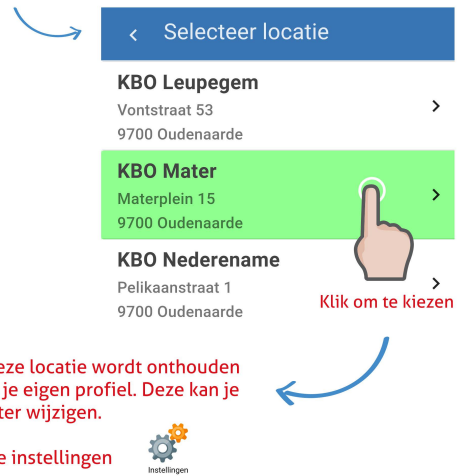 Selecteer locatie
KBO Leupegem
Vontstraat 53
9700 Oudenaarde
KBO Mater
Materplein 15
9700 Oudenaarde
KBO Nederename
Pelikaanstraat 1
9700 Oudenaarde
Klik om te kiezen
eze locatie wordt onthouden
je eigen profiel. Deze kan je
ter wijzigen.
e instellingen
Instellingen